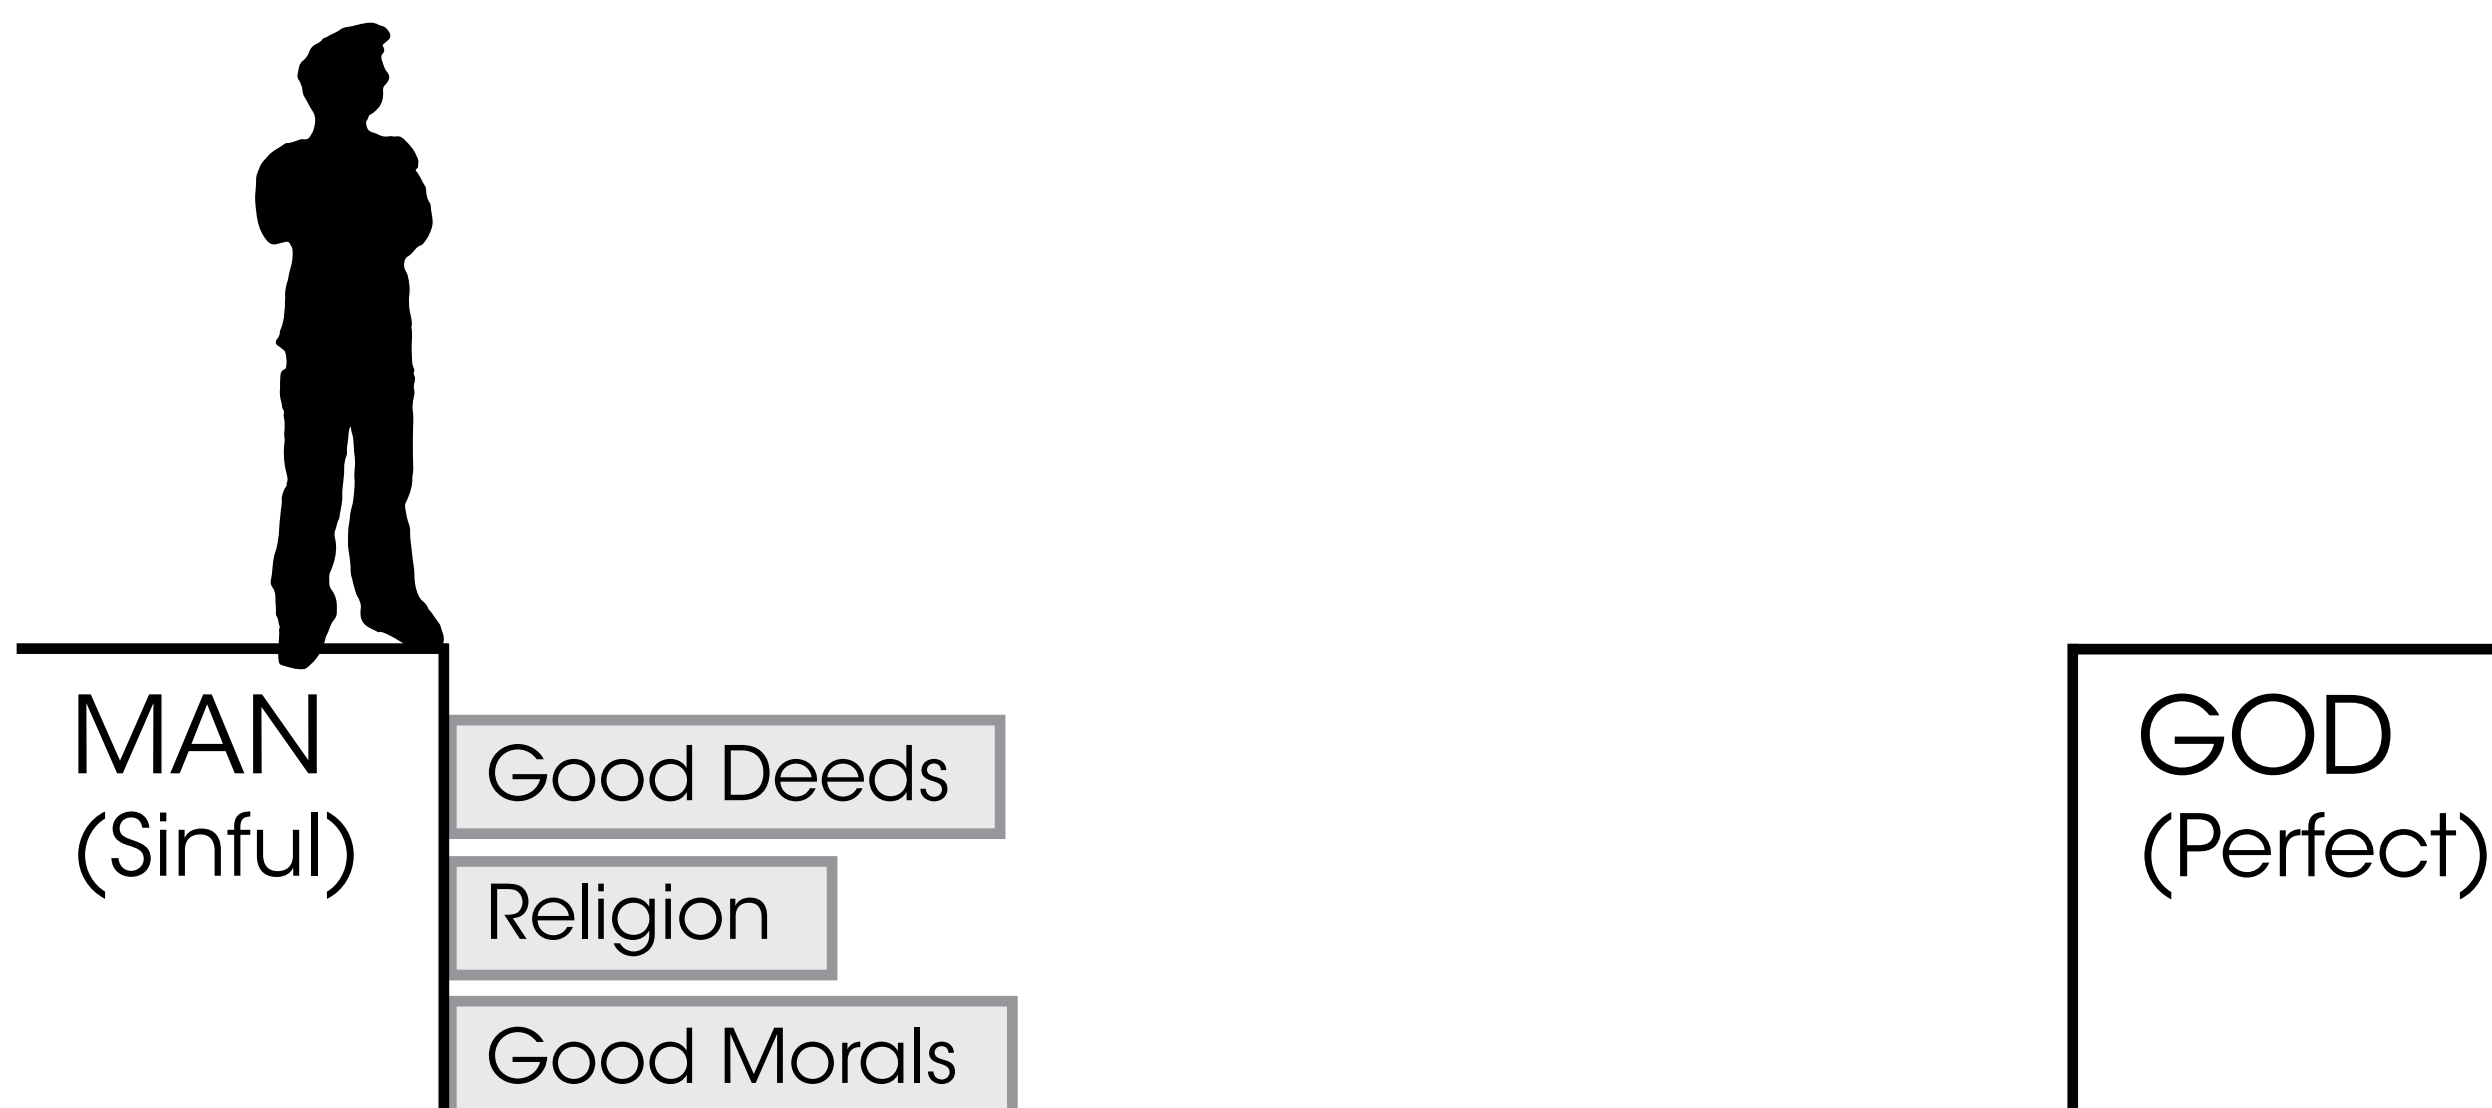 MAN
(Sinful)
Good Deeds
Religion
Good Morals
GOD
(Perfect)